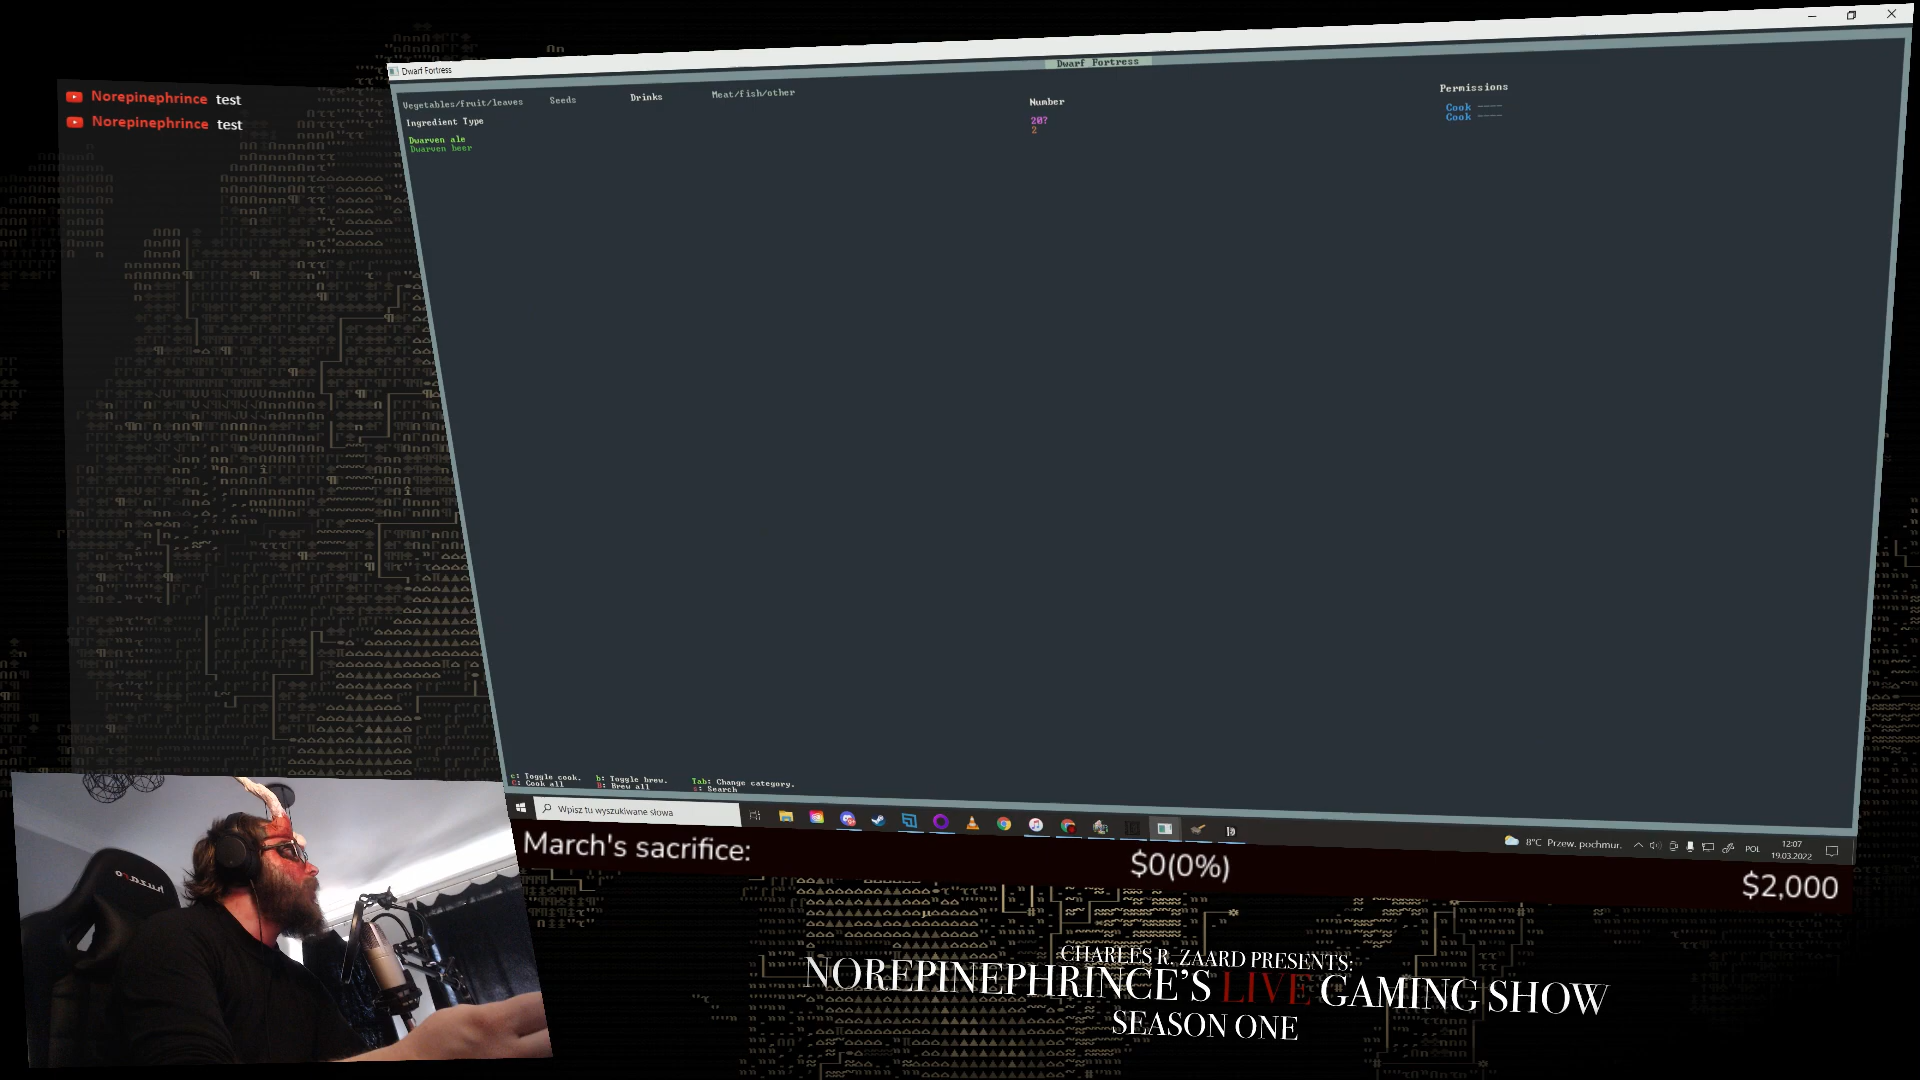 Norepinephrince test
Norepinephrince test
Dwarf Fortress
Dwarf Fortress
Vegetables/fruit/leaves Seeds Drinks Meat/fish/other
Ingredient Type Number Permissions
Dwarven ale 20? Cook ----
Dwarven beer 2 Cook ----
c: Toggle cook. b: Toggle brew. Tab: Change category.
C: Cook all B: Brew all s: Search
Wpisz tu wyszukiwane słowa
8°C Przew. pochmur.
POL
12:07
19.03.2022
March's sacrifice: $0(0%) $2,000
CHARLES R. ZAARD PRESENTS:
NOREPINEPHRINCE'S LIVE GAMING SHOW
SEASON ONE
huzaro